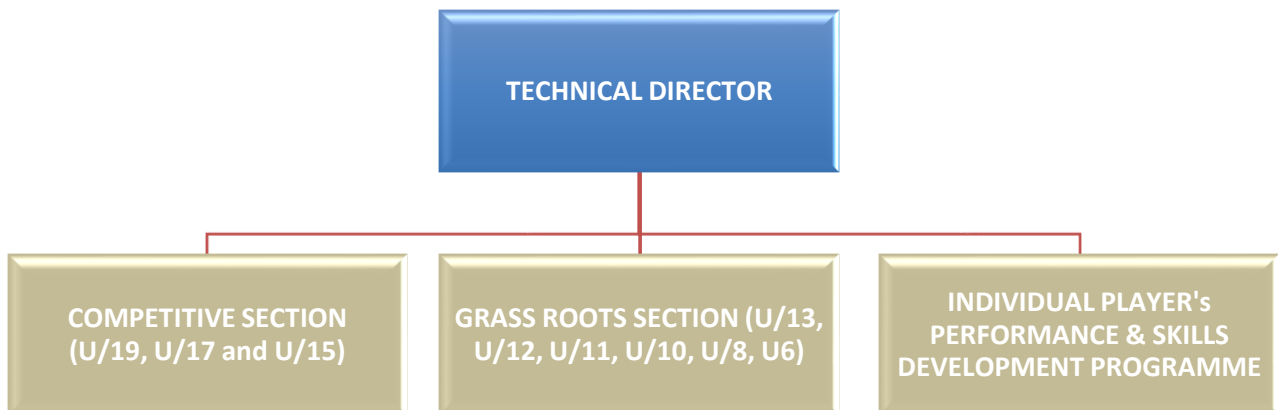 TECHNICAL DIRECTOR
COMPETITIVE SECTION
(U/19, U/17 and U/15)
GRASS ROOTS SECTION (U/13,
U/12, U/11, U/10, U/8, U6)
INDIVIDUAL PLAYER's
PERFORMANCE & SKILLS
DEVELOPMENT PROGRAMME